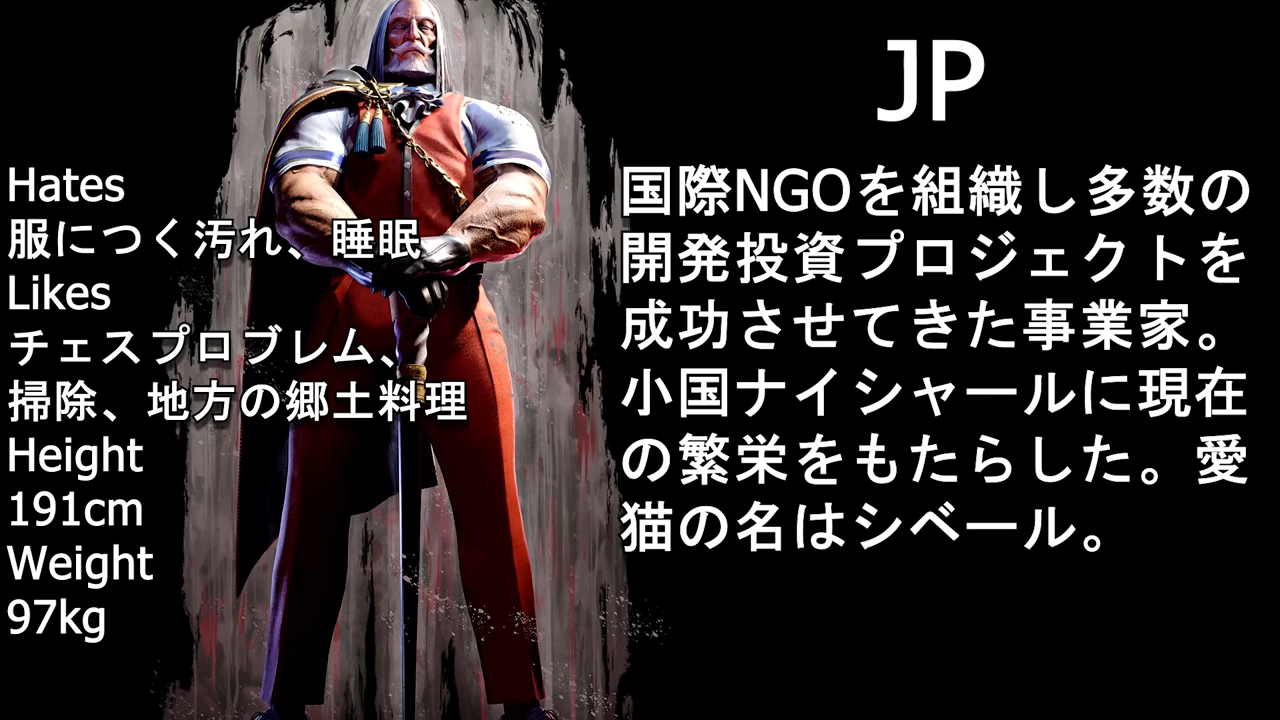 JP
Hates
服につく汚れ、睡眠
Likes
チェスプロブレム、
掃除、地方の郷土料理
Height
191cm
Weight
97kg
国際NGOを組織し多数の
開発投資プロジェクトを
成功させてきた事業家。
小国ナイシャールに現在
の繁栄をもたらした。愛
猫の名はシベール。